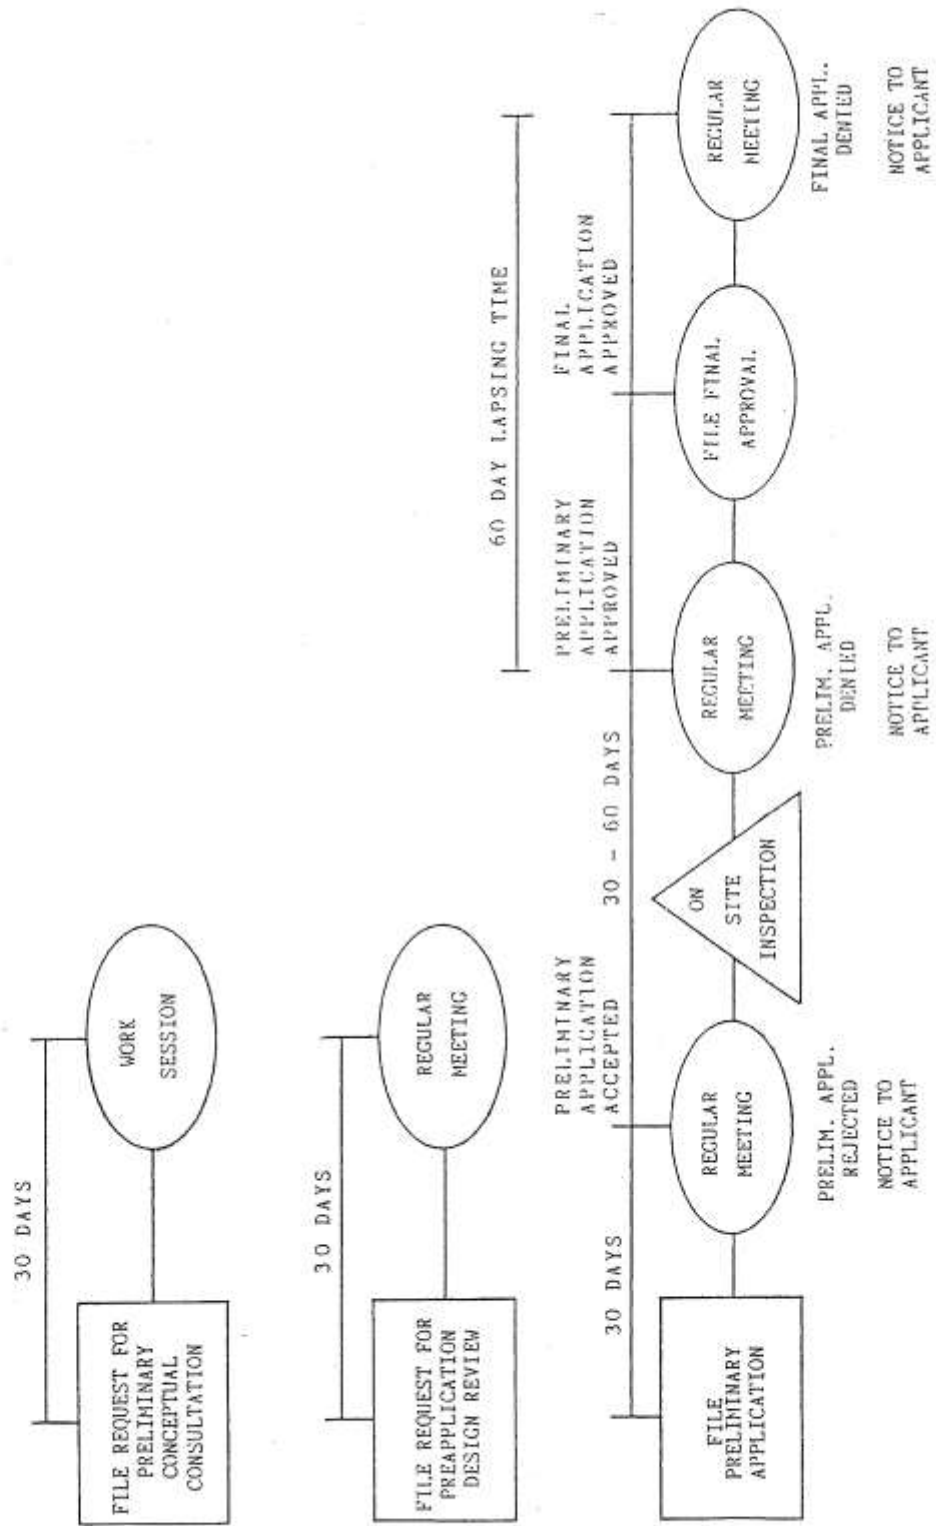 30 DAYS
FILE REQUEST FOR
PRELIMINARY
CONCEPTUAL
CONSULTATION
WORK
SESSION
30 DAYS
FILE REQUEST FOR
PREAPPLICATION
DESIGN REVIEW
REGULAR
MEETING
60 DAY LAPSING TIME
PRELIMINARY
APPLICATION
ACCEPTED
PRELIMINARY
APPLICATION
APPROVED
FINAL
APPLICATION
APPROVED
30 DAYS
30 - 60 DAYS
FILE
PRELIMINARY
APPLICATION
REGULAR
MEETING
ON
SITE
INSPECTION
REGULAR
MEETING
FILE FINAL
APPROVAL
REGULAR
MEETING
PRELIM. APPL.
REJECTED
NOTICE TO
APPLICANT
PRELIM. APPL.
DENIED
NOTICE TO
APPLICANT
FINAL APPL.
DENIED
NOTICE TO
APPLICANT